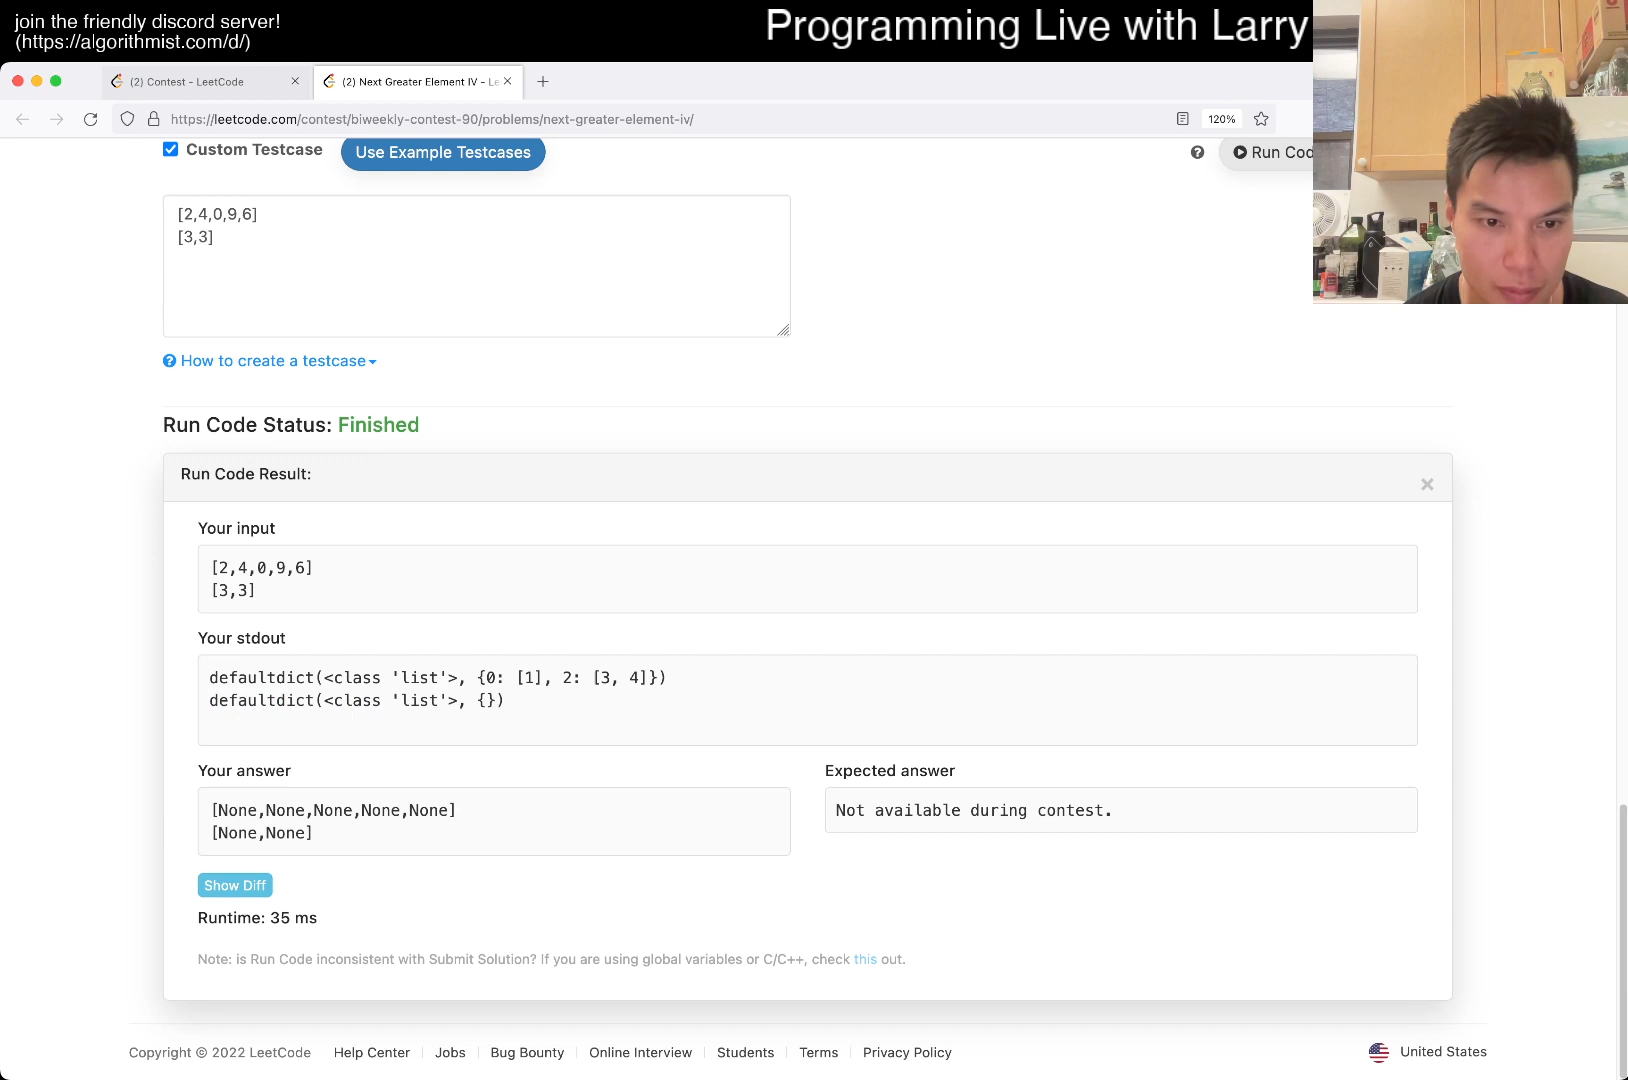 join the friendly discord server!
(https://algorithmist.com/d/)
Programming Live with Larry
(2) Contest - LeetCode
(2) Next Greater Element IV - Le
https://leetcode.com/contest/biweekly-contest-90/problems/next-greater-element-iv/
120%
Custom Testcase
Use Example Testcases
Run Cod
[2,4,0,9,6]
[3,3]
How to create a testcase
Run Code Status: Finished
Run Code Result:
Your input
[2,4,0,9,6]
[3,3]
Your stdout
defaultdict(<class 'list'>, {0: [1], 2: [3, 4]})
defaultdict(<class 'list'>, {})
Your answer
[None,None,None,None,None]
[None,None]
Expected answer
Not available during contest.
Show Diff
Runtime: 35 ms
Note: is Run Code inconsistent with Submit Solution? If you are using global variables or C/C++, check this out.
Copyright © 2022 LeetCode
Help Center
Jobs
Bug Bounty
Online Interview
Students
Terms
Privacy Policy
United States